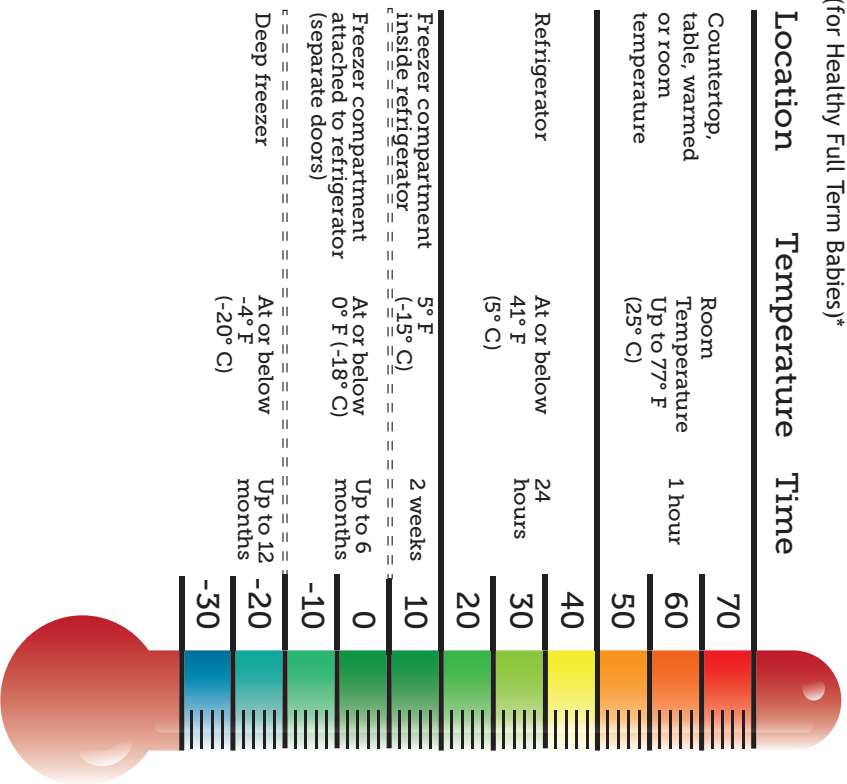 (for Healthy Full Term Babies)*
Location Temperature Time
Countertop,
table, warmed
or room
temperature
Room
Temperature
Up to 77° F
(25° C)
1 hour
Refrigerator
At or below
41° F
(5° C)
24
hours
Freezer compartment
inside refrigerator
5° F
(-15° C)
2 weeks
Freezer compartment
attached to refrigerator
(separate doors)
At or below
0° F (-18° C)
Up to 6
months
Deep freezer
At or below
-4° F
(-20° C)
Up to 12
months
70
60
50
40
30
20
10
0
-10
-20
-30